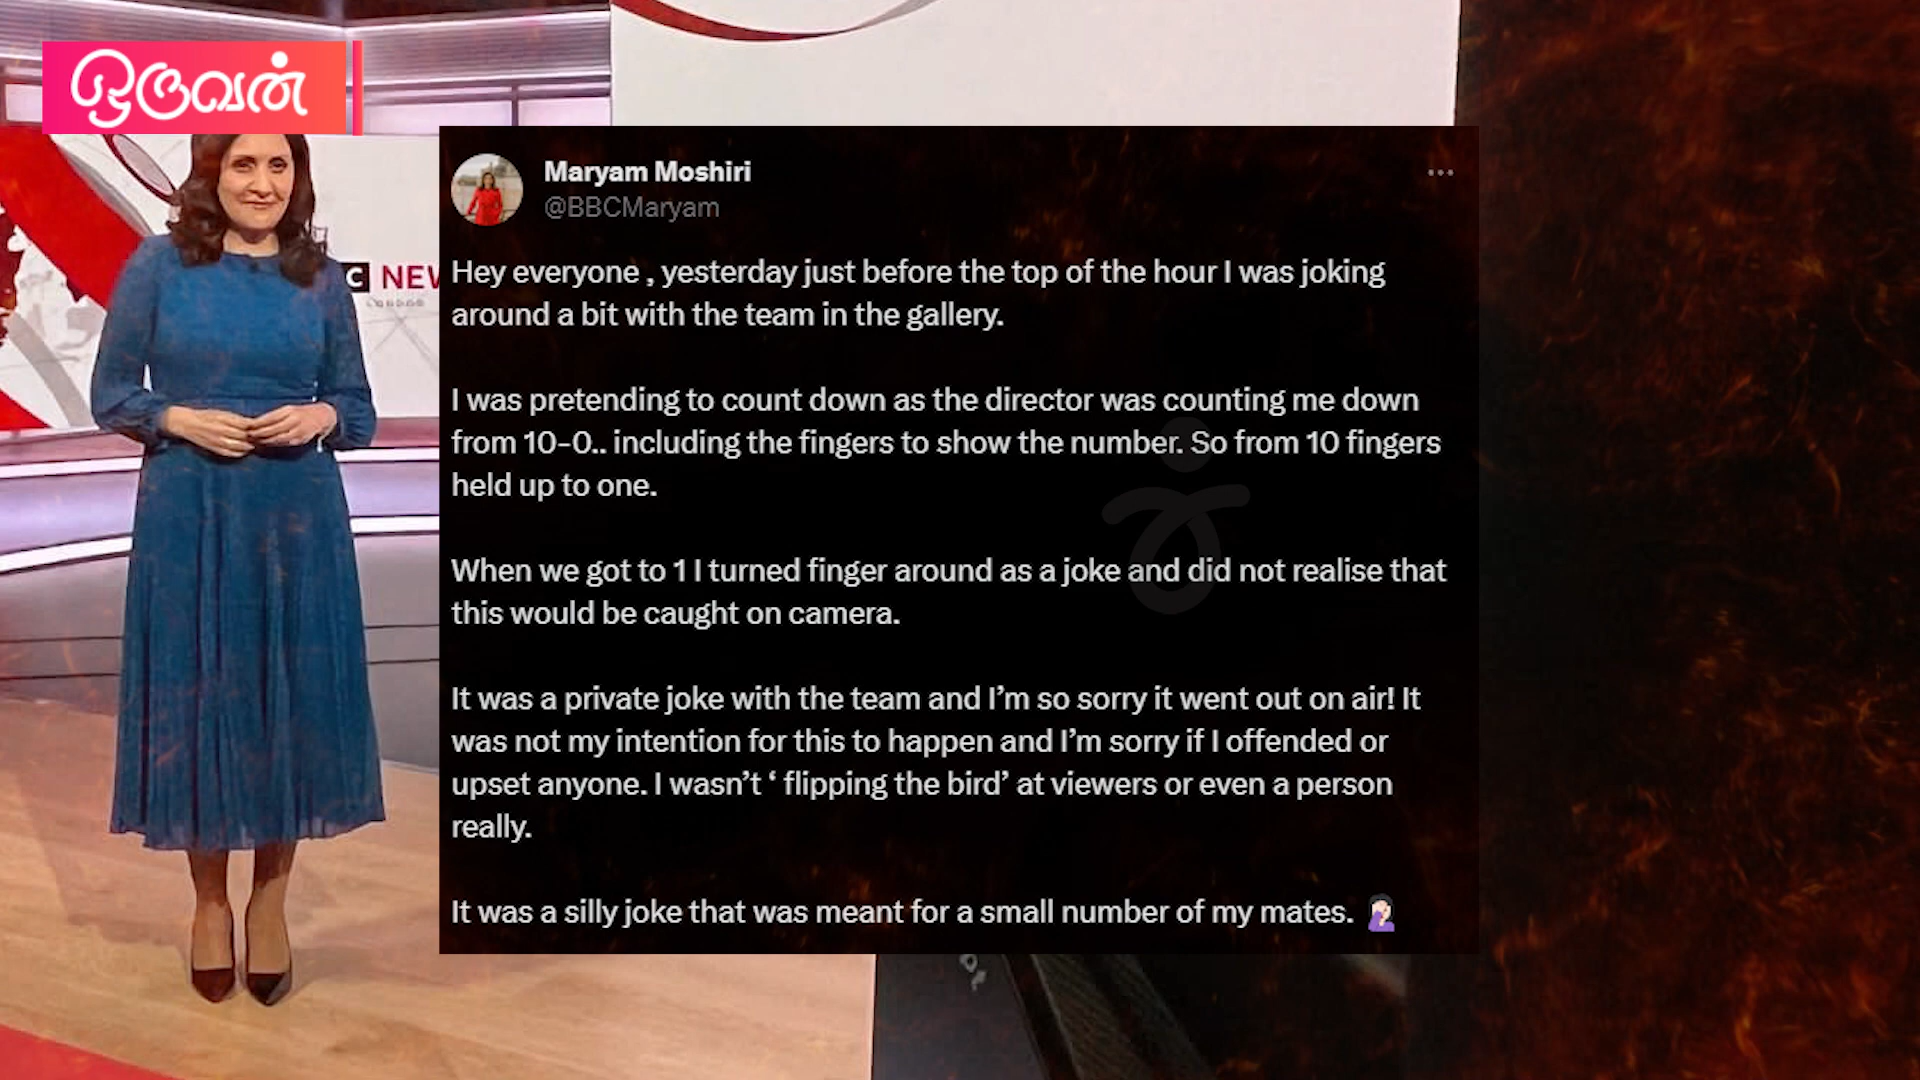 ஒருவன்
C NEW
Maryam Moshiri
@BBCMaryam
Hey everyone , yesterday just before the top of the hour I was joking
around a bit with the team in the gallery.
I was pretending to count down as the director was counting me down
from 10-0.. including the fingers to show the number. So from 10 fingers
held up to one.
When we got to 1 I turned finger around as a joke and did not realise that
this would be caught on camera.
It was a private joke with the team and I’m so sorry it went out on air! It
was not my intention for this to happen and I’m sorry if I offended or
upset anyone. I wasn’t ‘ flipping the bird’ at viewers or even a person
really.
It was a silly joke that was meant for a small number of my mates. 🤦🏻‍♀️